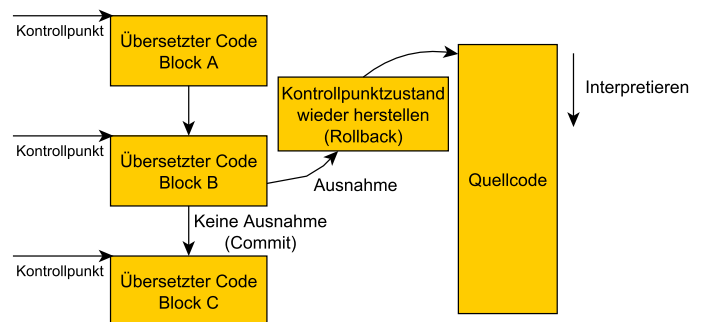 Kontrollpunkt
Übersetzter Code
Block A
Kontrollpunktzustand
wieder herstellen
(Rollback)
Interpretieren
Kontrollpunkt
Übersetzter Code
Block B
Ausnahme
Quellcode
Keine Ausnahme
(Commit)
Kontrollpunkt
Übersetzter Code
Block C